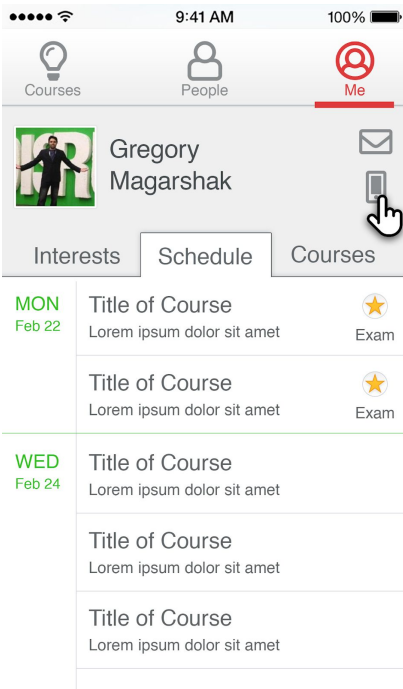 9:41 AM
100%
Courses
People
Me
Gregory
Magarshak
Interests
Schedule
Courses
MON
Feb 22
Title of Course
Lorem ipsum dolor sit amet
Exam
Title of Course
Lorem ipsum dolor sit amet
Exam
WED
Feb 24
Title of Course
Lorem ipsum dolor sit amet
Title of Course
Lorem ipsum dolor sit amet
Title of Course
Lorem ipsum dolor sit amet